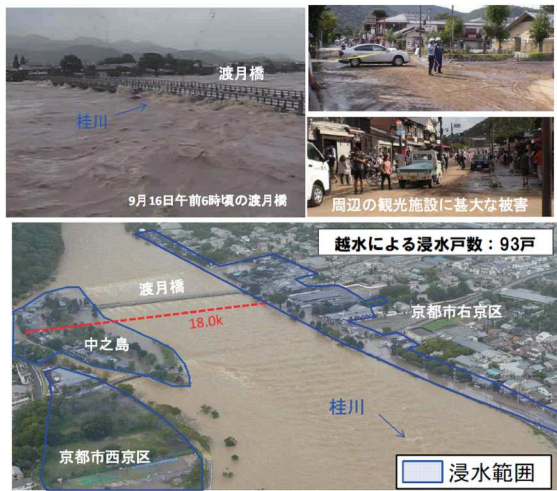 渡月橋
桂川
9月16日午前6時頃の渡月橋
周辺の観光施設に甚大な被害
越水による浸水戸数：93戸
渡月橋
18.0k
中之島
京都市右京区
桂川
京都市西京区
浸水範囲